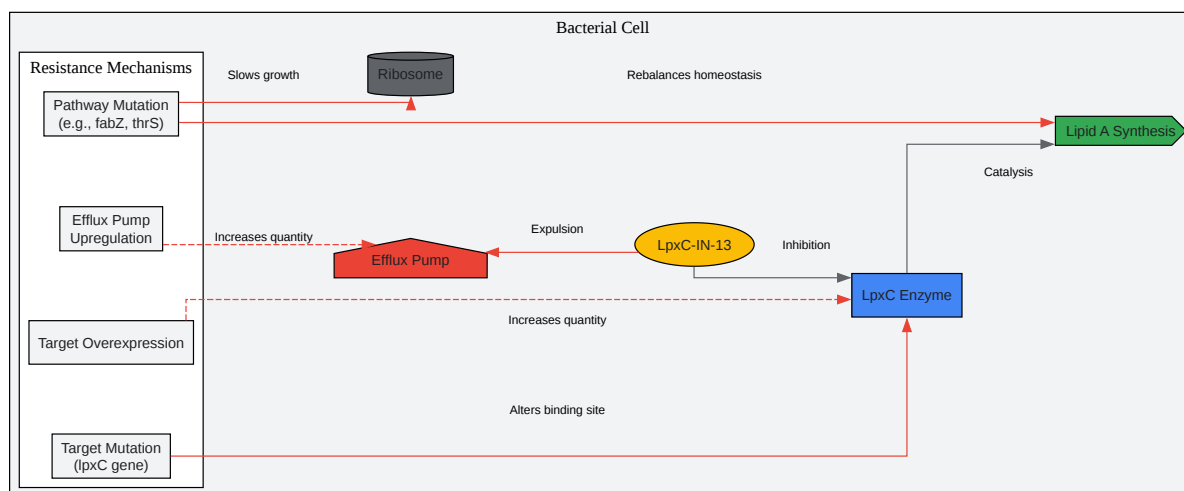 Bacterial Cell
Resistance Mechanisms
Slows growth
Ribosome
Rebalances homeostasis
Pathway Mutation
(e.g., fabZ, thrS)
Lipid A Synthesis
Catalysis
Efflux Pump
Upregulation
Increases quantity
Expulsion
LpxC-IN-13
Inhibition
Efflux Pump
LpxC Enzyme
Increases quantity
Target Overexpression
Alters binding site
Target Mutation
(lpxC gene)